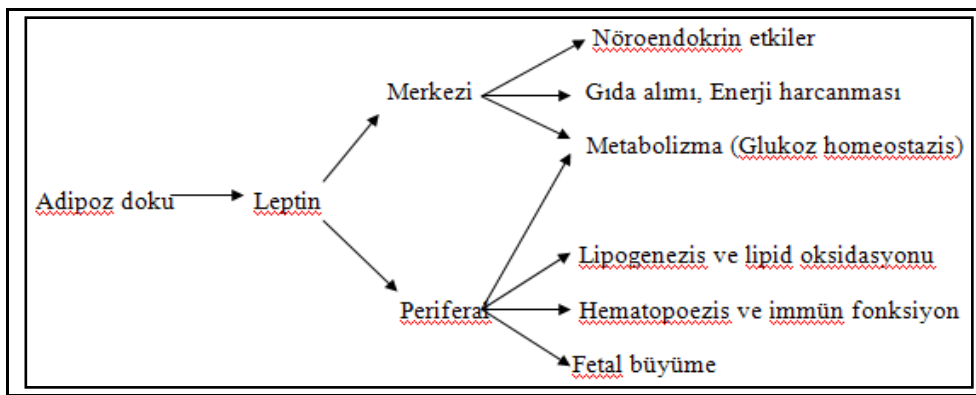 Nöroendokrin etkiler
Merkezi
Gıda alımı, Enerji harcanması
Metabolizma (Glukoz homeostazis)
Adipoz doku
Leptin
Lipogenezis ve lipid oksidasyonu
Periferal
Hematopoezis ve immün fonksiyon
Fetal büyüme